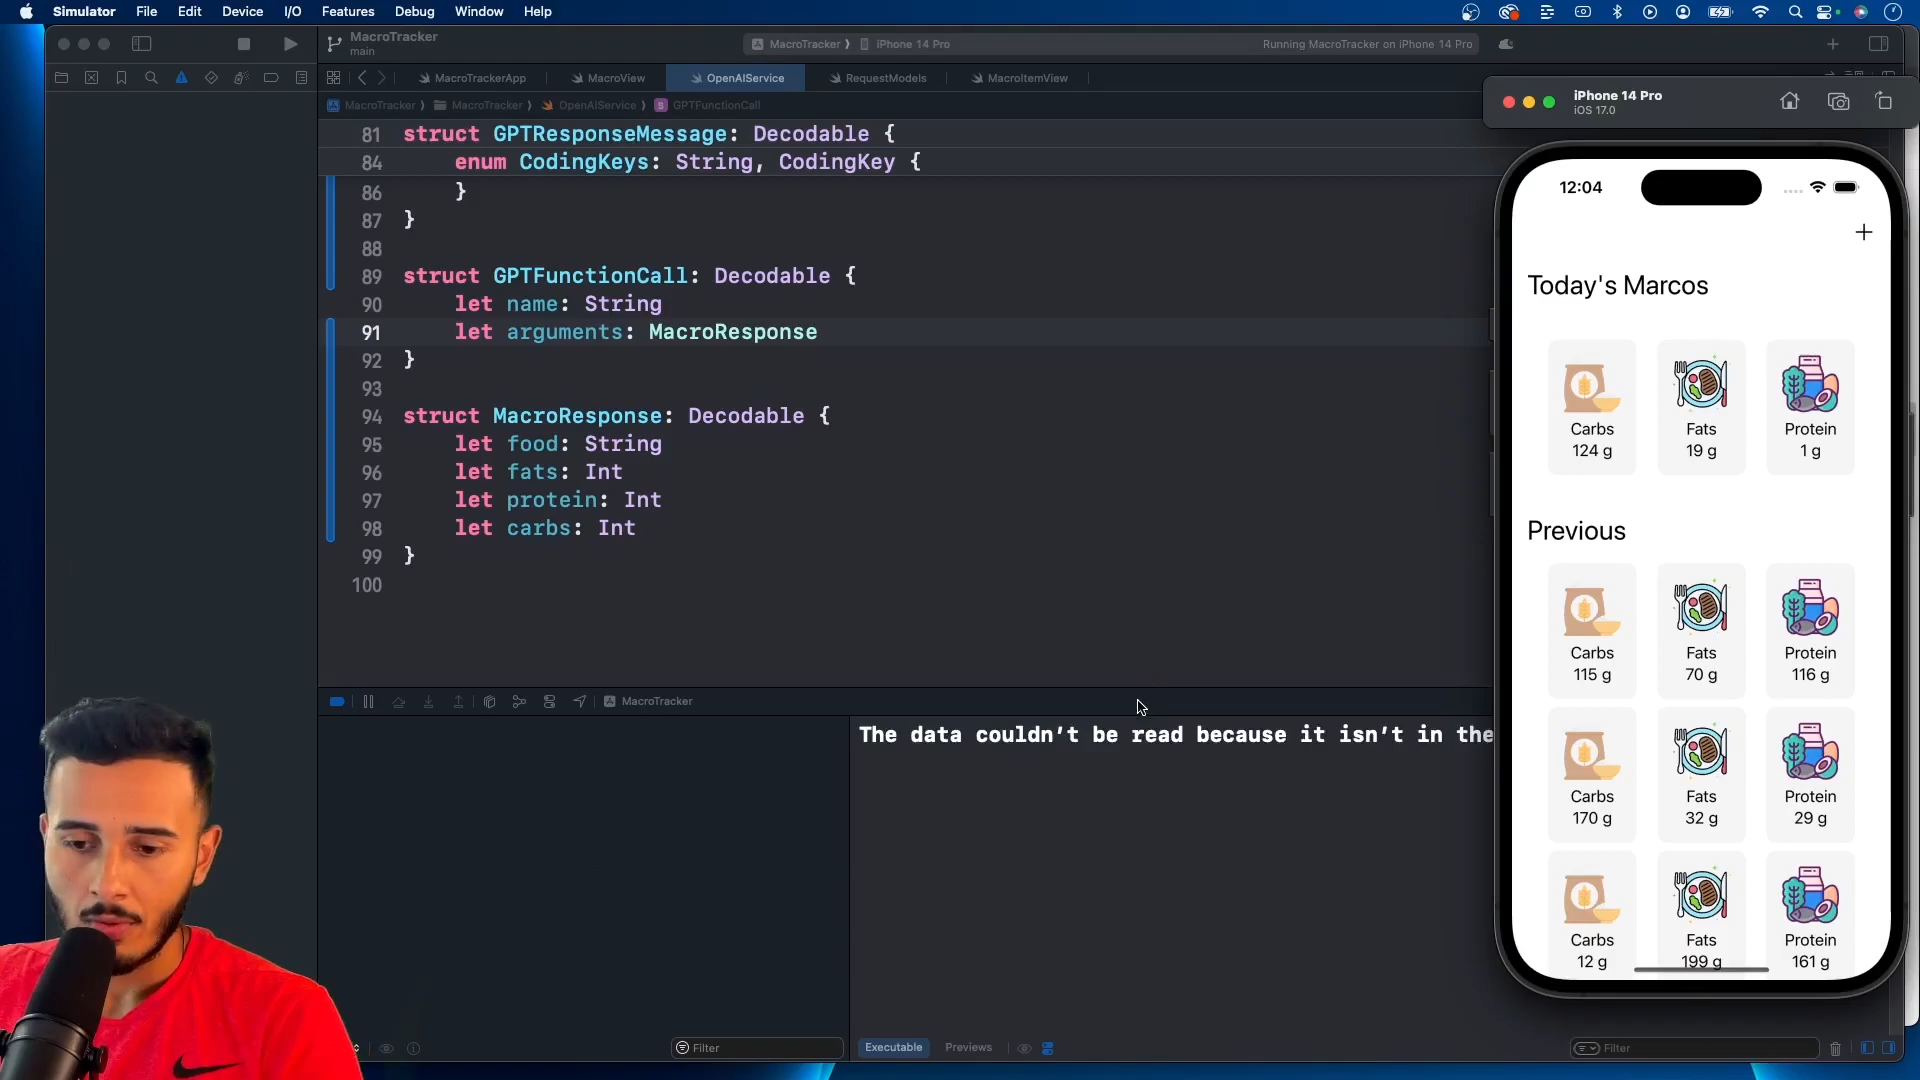 Simulator File Edit Device I/O Features Debug Window Help
MacroTracker
main
MacroTracker ⟩ iPhone 14 Pro
Running MacroTracker on iPhone 14 Pro
MacroTrackerApp
MacroView
OpenAIService
RequestModels
MacroItemView
MacroTracker ⟩ MacroTracker ⟩ OpenAIService ⟩ S GPTFunctionCall
81 struct GPTResponseMessage: Decodable {
84 enum CodingKeys: String, CodingKey {
86 }
87 }
88
89 struct GPTFunctionCall: Decodable {
90 let name: String
91 let arguments: MacroResponse
92 }
93
94 struct MacroResponse: Decodable {
95 let food: String
96 let fats: Int
97 let protein: Int
98 let carbs: Int
99 }
100
MacroTracker
The data couldn’t be read because it isn’t in the
Filter
Executable
Previews
Filter
iPhone 14 Pro
iOS 17.0
12:04
+
Today's Marcos
Carbs Fats Protein
124 g 19 g 1 g
Previous
Carbs Fats Protein
115 g 70 g 116 g
Carbs Fats Protein
170 g 32 g 29 g
Carbs Fats Protein
12 g 199 g 161 g